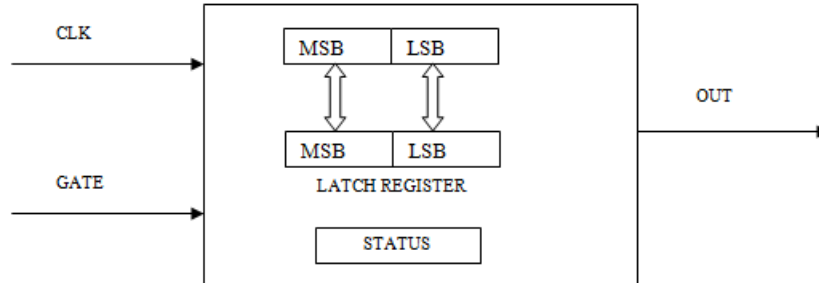 CLK
MSB LSB
OUT
MSB LSB
GATE
LATCH REGISTER
STATUS